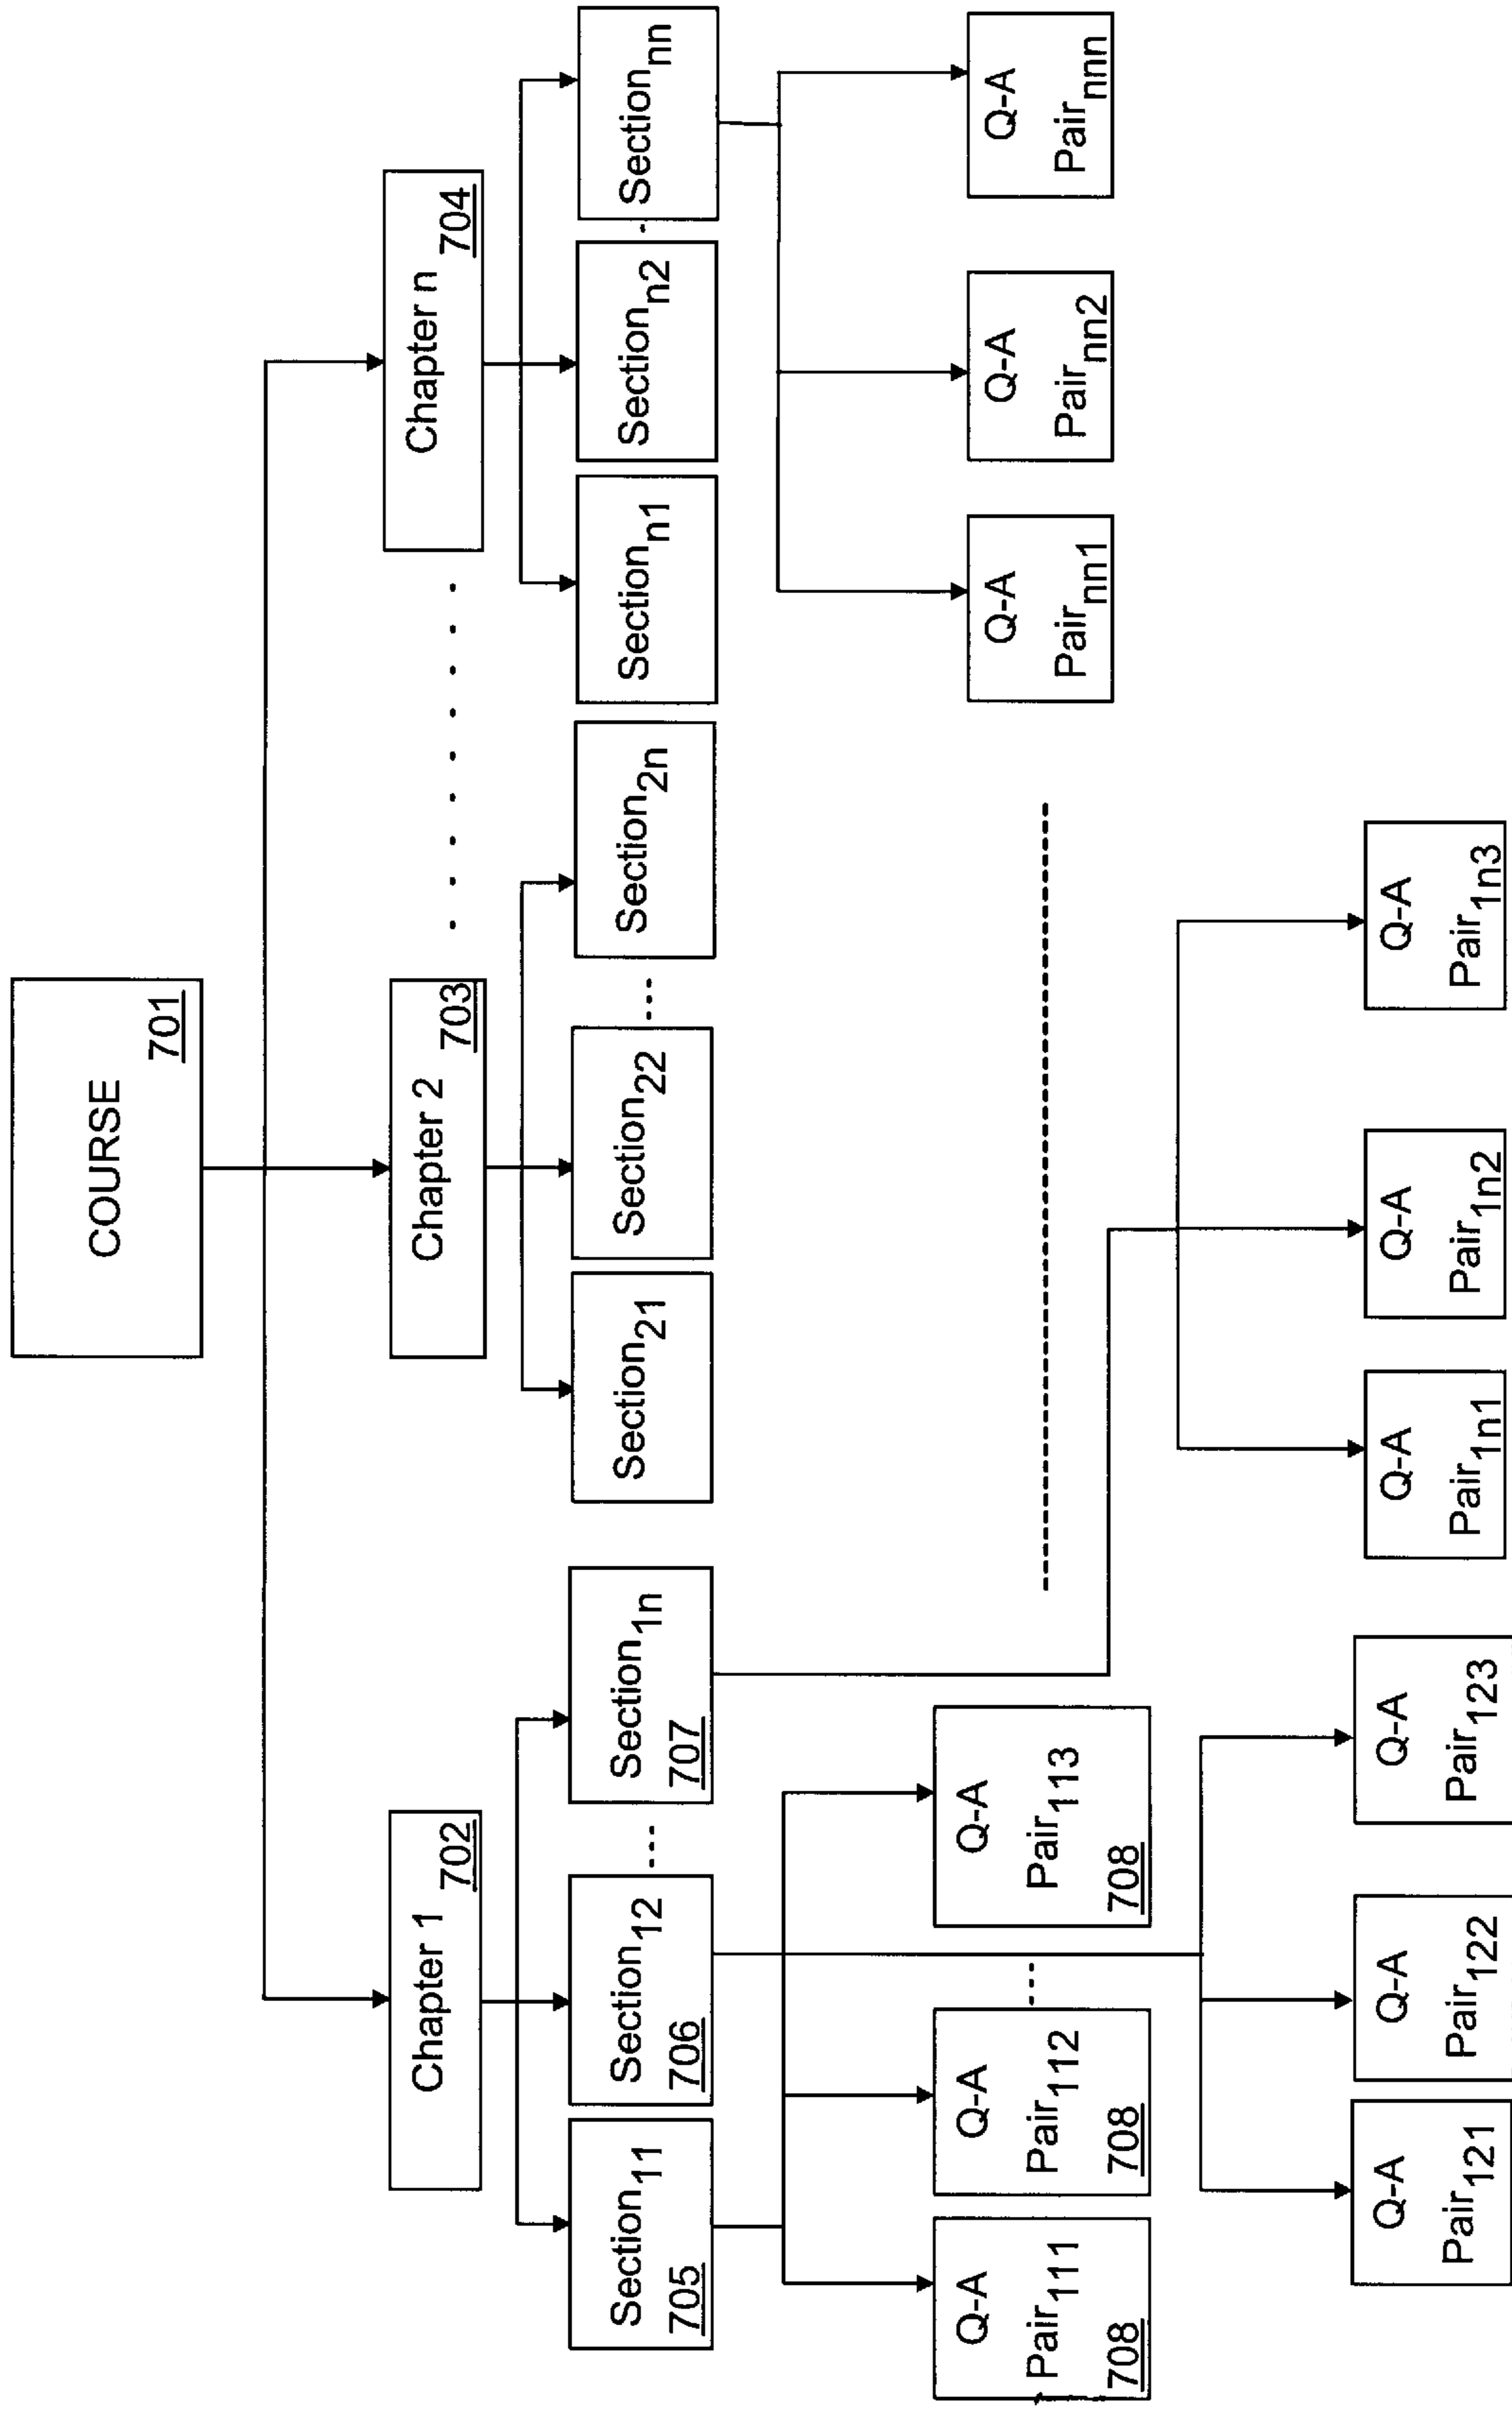 COURSE
701
Chapter 1
702
Chapter 2
703
. . . . . . . . .
Chapter n
704
Section11
705
Section12
706
...
Section1n
707
Section21
Section22
...
Section2n
Sectionn1
Sectionn2
.
Sectionnn
Q-A
Pair111
708
Q-A
Pair112
708
....
Q-A
Pair113
708
Q-A
Pairnn1
Q-A
Pairnn2
Q-A
Pairnnn
Q-A
Pair121
Q-A
Pair122
Q-A
Pair123
Q-A
Pair1n1
Q-A
Pair1n2
Q-A
Pair1n3